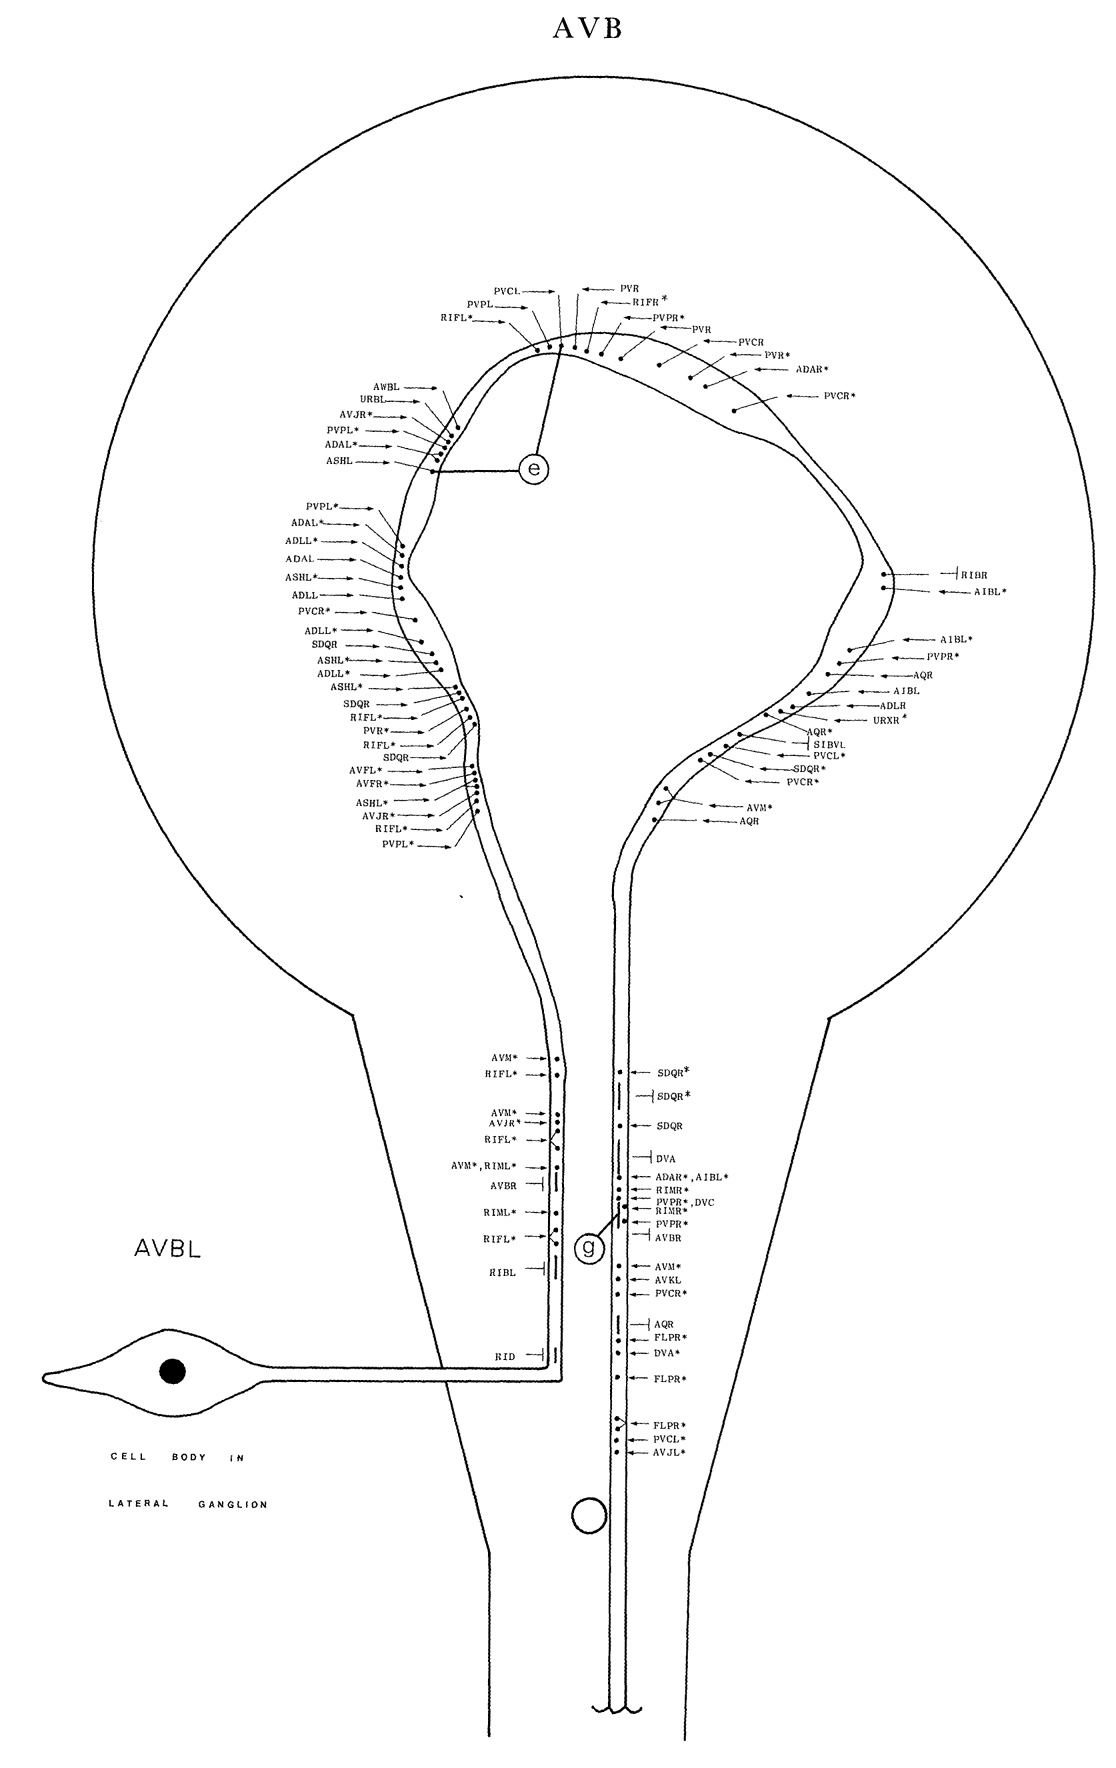 AVB
PVCL
PVPL
RIFL*
PVR
RIFR*
PVPR*
PVR
PVCR
PVR*
ADAR*
PVCR*
AWBL
URBL
AVJR*
PVPL*
ADAL*
ASHL
e
PVPL*
ADAL*
ADLL*
ADAL
ASHL*
ADLL
PVCR*
ADLL*
SDQR
ASHL*
ADLL*
ASHL*
SDQR
RIFL*
PVR*
RIFL*
SDQR
AVFL*
AVFR*
ASHL*
AVJR*
RIFL*
PVPL*
RIBR
AIBL*
AIBL*
PVPR*
AQR
AIBL
ADLR
URXR*
AQR*
SIBVL
PVCL*
SDQR*
PVCR*
AVM*
AQR
AVM*
RIFL*
AVM*
AVJR*
RIFL*
AVM*,RIML*
AVBR
RIML*
RIFL*
RIBL
RID
SDQR*
SDQR*
SDQR
DVA
ADAR*,AIBL*
RIMR*
PVPR*,DVC
RIMR*
PVPR*
AVBR
g
AVM*
AVKL
PVCR*
AQR
FLPR*
DVA*
FLPR*
FLPR*
PVCL*
AVJL*
AVBL
CELL BODY IN
LATERAL GANGLION